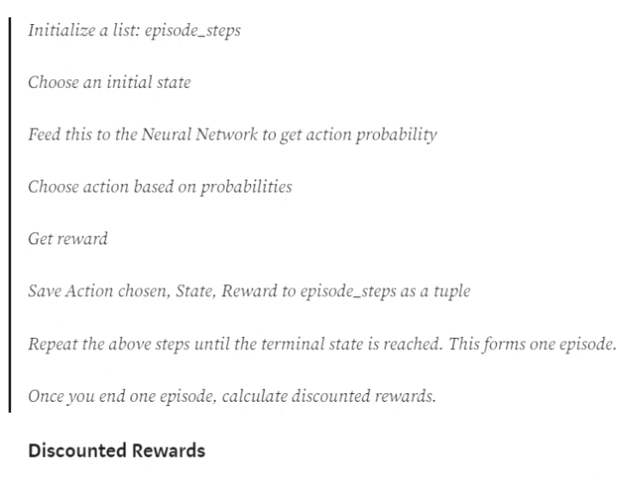 Initialize a list: episode_steps
Choose an initial state
Feed this to the Neural Network to get action probability
Choose action based on probabilities
Get reward
Save Action chosen, State, Reward to episode_steps as a tuple
Repeat the above steps until the terminal state is reached. This forms one episode.
Once you end one episode, calculate discounted rewards.
Discounted Rewards